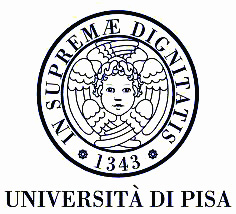 IN SUPREMÆ DIGNITATIS
1343
UNIVERSITÀ DI PISA